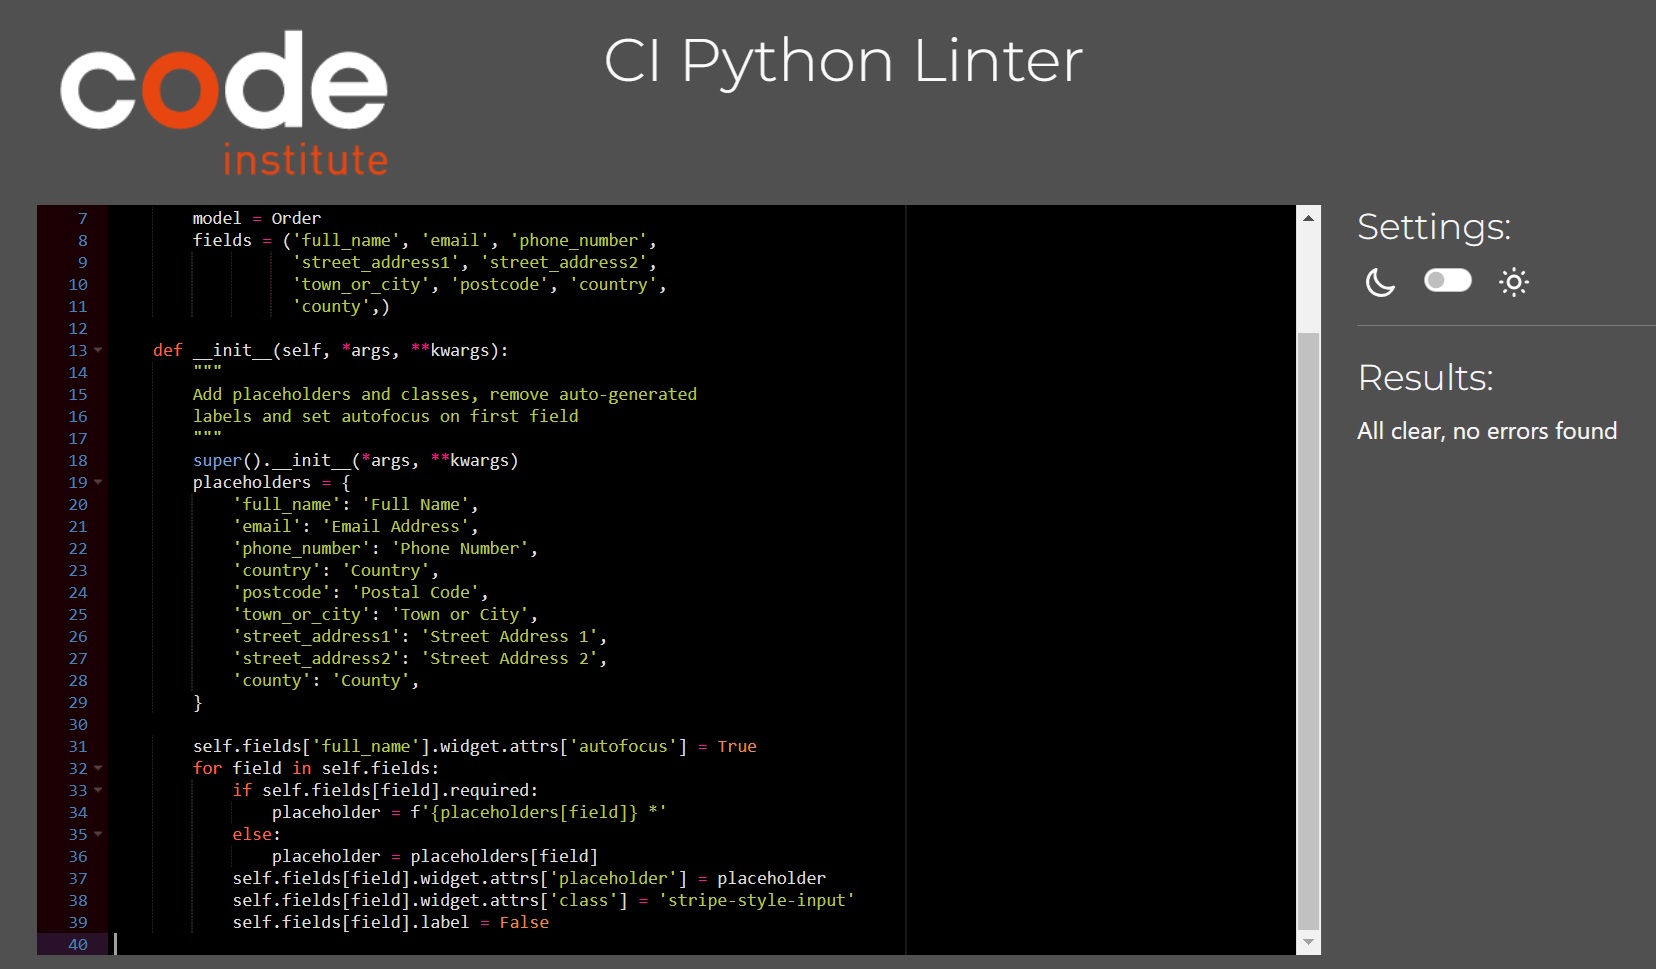 code
institute
CI Python Linter
7 model = Order
8 fields = ('full_name', 'email', 'phone_number',
9 'street_address1', 'street_address2',
10 'town_or_city', 'postcode', 'country',
11 'county',)
12
13 def __init__(self, *args, **kwargs):
14 """
15 Add placeholders and classes, remove auto-generated
16 labels and set autofocus on first field
17 """
18 super().__init__(*args, **kwargs)
19 placeholders = {
20 'full_name': 'Full Name',
21 'email': 'Email Address',
22 'phone_number': 'Phone Number',
23 'country': 'Country',
24 'postcode': 'Postal Code',
25 'town_or_city': 'Town or City',
26 'street_address1': 'Street Address 1',
27 'street_address2': 'Street Address 2',
28 'county': 'County',
29 }
30
31 self.fields['full_name'].widget.attrs['autofocus'] = True
32 for field in self.fields:
33 if self.fields[field].required:
34 placeholder = f'{placeholders[field]} *'
35 else:
36 placeholder = placeholders[field]
37 self.fields[field].widget.attrs['placeholder'] = placeholder
38 self.fields[field].widget.attrs['class'] = 'stripe-style-input'
39 self.fields[field].label = False
40
Settings:
Results:
All clear, no errors found